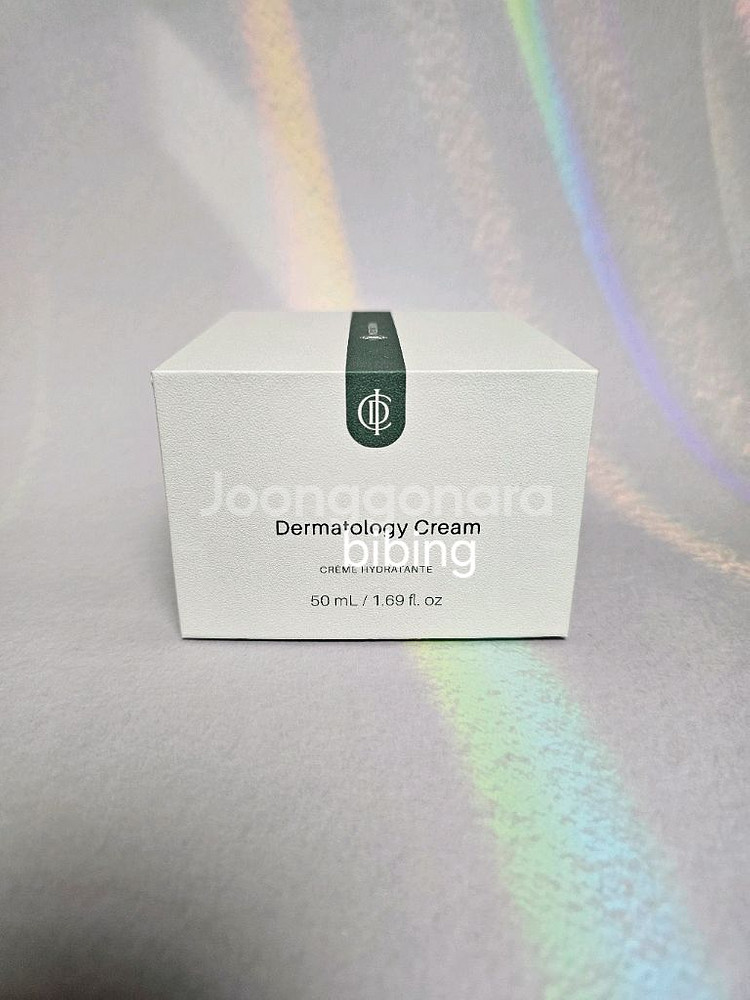 Joonggonara
Dermatology Cream
bibing
CRÈME HYDRATANTE
50 mL / 1.69 fl. oz